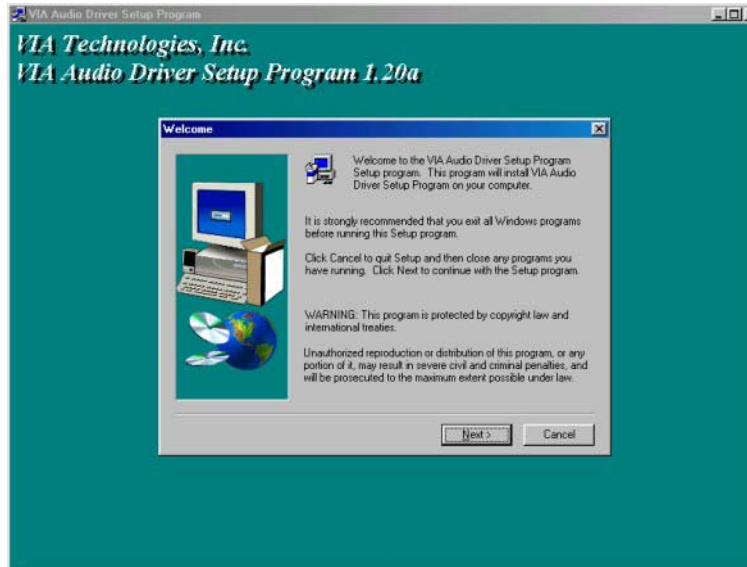 VIA Audio Driver Setup Program
VIA Technologies, Inc.
VIA Audio Driver Setup Program 1.20a
Welcome
Welcome to the VIA Audio Driver Setup Program
Setup program. This program will install VIA Audio
Driver Setup Program on your computer.
It is strongly recommended that you exit all Windows programs
before running this Setup program.
Click Cancel to quit Setup and then close any programs you
have running. Click Next to continue with the Setup program.
WARNING: This program is protected by copyright law and
international treaties.
Unauthorized reproduction or distribution of this program, or any
portion of it, may result in severe civil and criminal penalties, and
will be prosecuted to the maximum extent possible under law.
Next >
Cancel